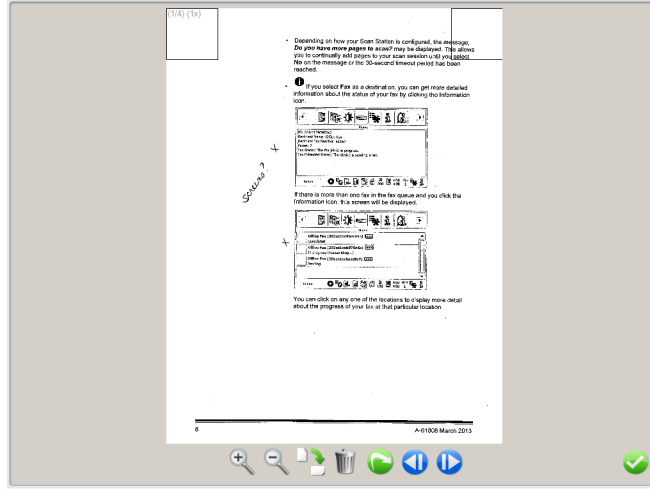 (1/4) (1x)
• Depending on how your Scan Station is configured, the message,
Do you have more pages to scan? may be displayed. This allows
you to continually add pages to your scan session until you select
No on the message or the 30-second timeout period has been
reached.
• If you select Fax as a destination, you can get more detailed
information about the status of your fax by clicking the Information
icon.
screens?
If there is more than one fax in the fax queue and you click the
Information icon, this screen will be displayed.
You can click on any one of the locations to display more detail
about the progress of your fax at that particular location.
8
A-61808 March 2013